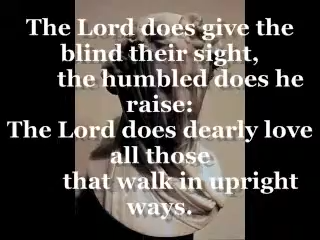 The Lord does give the
blind their sight,
the humbled does he
raise:
The Lord does dearly love
all those
that walk in upright
ways.